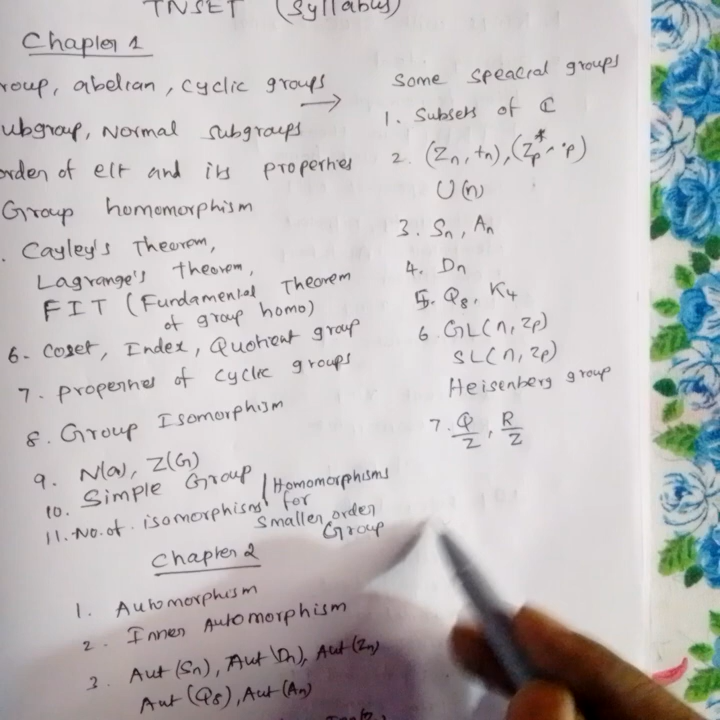 TNSET (Syllabus)
Chapter 1
roup, abelian, cyclic groups →
ubgroup, Normal subgroups
orden of elt and its properties
Group homomorphism
. Cayley's Theorem,
Lagrange's theorem,
FIT (Fundamental Theorem
of group homo)
6. Coset, Index, Quotient group
7. properties of cyclic groups
8. Group Isomorphism
9. N(a), Z(G)
10. Simple Group
11. No. of isomorphisms / Homomorphisms
for
Smaller order
Group
Some speacial groups
1. Subsets of ℂ
2. (Zn, +n), (Zp*, ·p)
U(n)
3. Sn, An
4. Dn
5. Q8, K4
6. GL(n, Zp)
SL(n, Zp)
Heisenberg group
7. Q/Z, R/Z
Chapter 2
1. Automorphism
2. Inner Automorphism
3. Aut(Sn), Aut(Dn), Aut(Zn)
Aut(Q8), Aut(An)